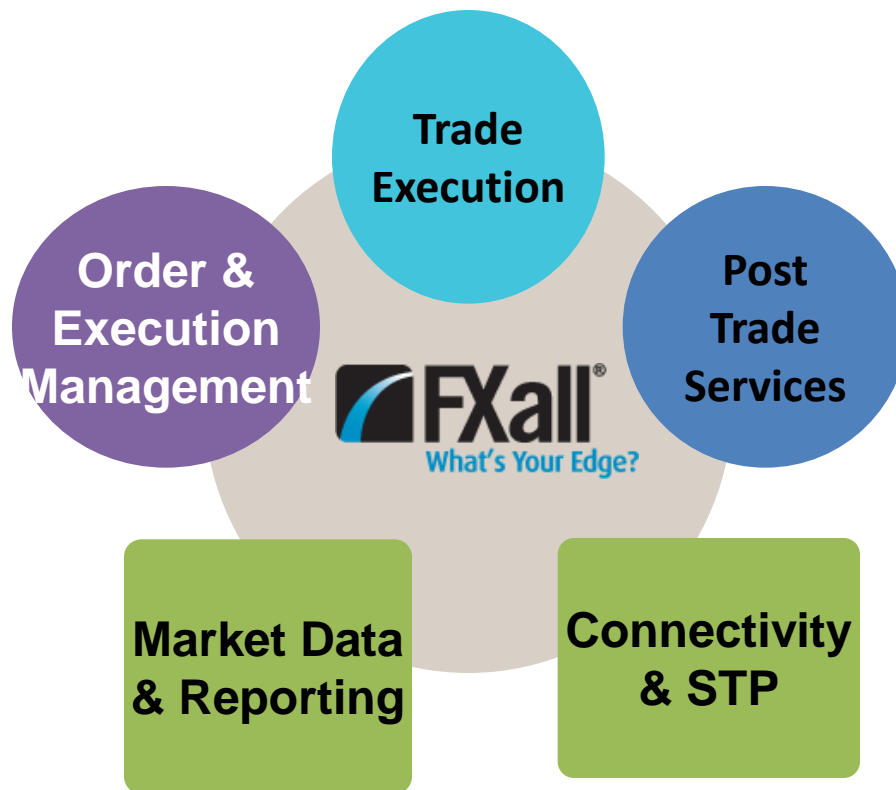 Trade
Execution
Order &
Execution
Management
Post
Trade
Services
FXall®
What's Your Edge?
Market Data
& Reporting
Connectivity
& STP